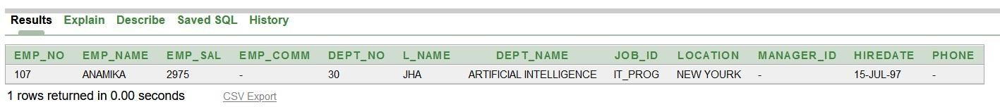 Results Explain Describe Saved SQL History
EMP_NO EMP_NAME EMP_SAL EMP_COMM DEPT_NO L_NAME DEPT_NAME JOB_ID LOCATION MANAGER_ID HIREDATE PHONE
107 ANAMIKA 2975 - 30 JHA ARTIFICIAL INTELLIGENCE IT_PROG NEW YOURK - 15-JUL-97 -
1 rows returned in 0.00 seconds CSV Export